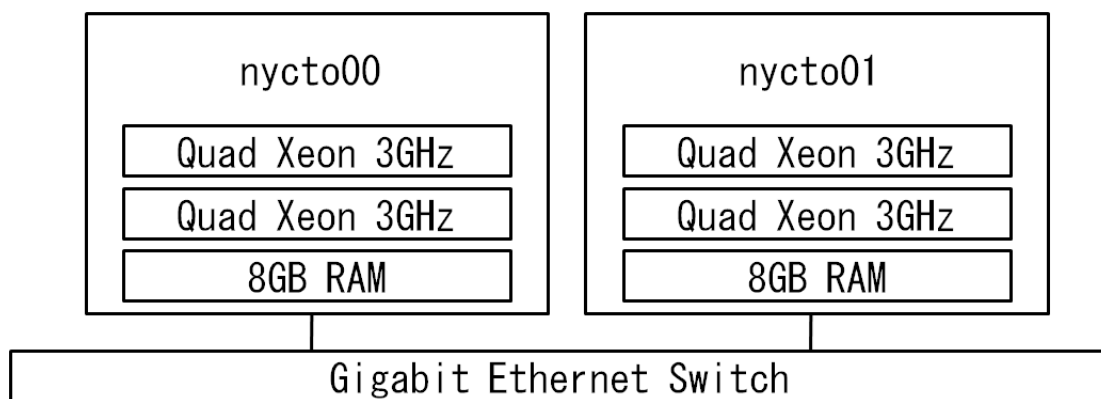 nycto00
Quad Xeon 3GHz
Quad Xeon 3GHz
8GB RAM
nycto01
Quad Xeon 3GHz
Quad Xeon 3GHz
8GB RAM
Gigabit Ethernet Switch